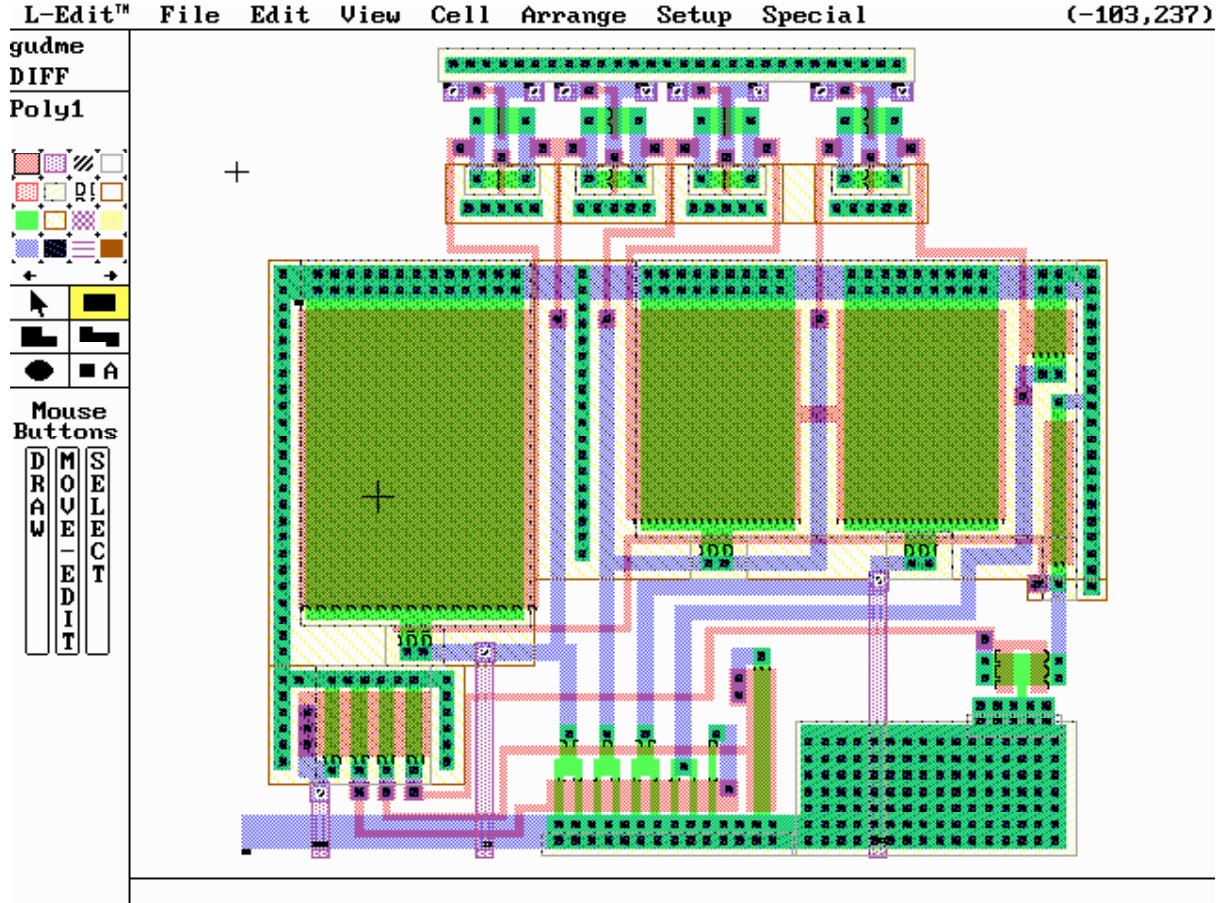 L-Edit™ File Edit View Cell Arrange Setup Special (-103,237)
gudme
DIFF
Poly1
A
Mouse
Buttons
DRAW
MOVE-EDIT
SELECT